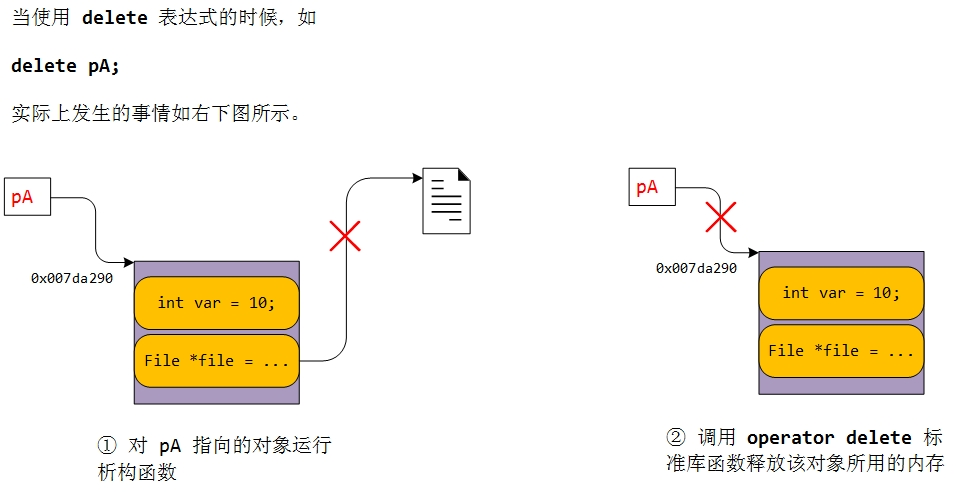 当使用 delete 表达式的时候，如
delete pA;
实际上发生的事情如右下图所示。
pA
0x007da290
int var = 10;
File *file = ...
① 对 pA 指向的对象运行
析构函数
pA
0x007da290
int var = 10;
File *file = ...
② 调用 operator delete 标
准库函数释放该对象所用的内存